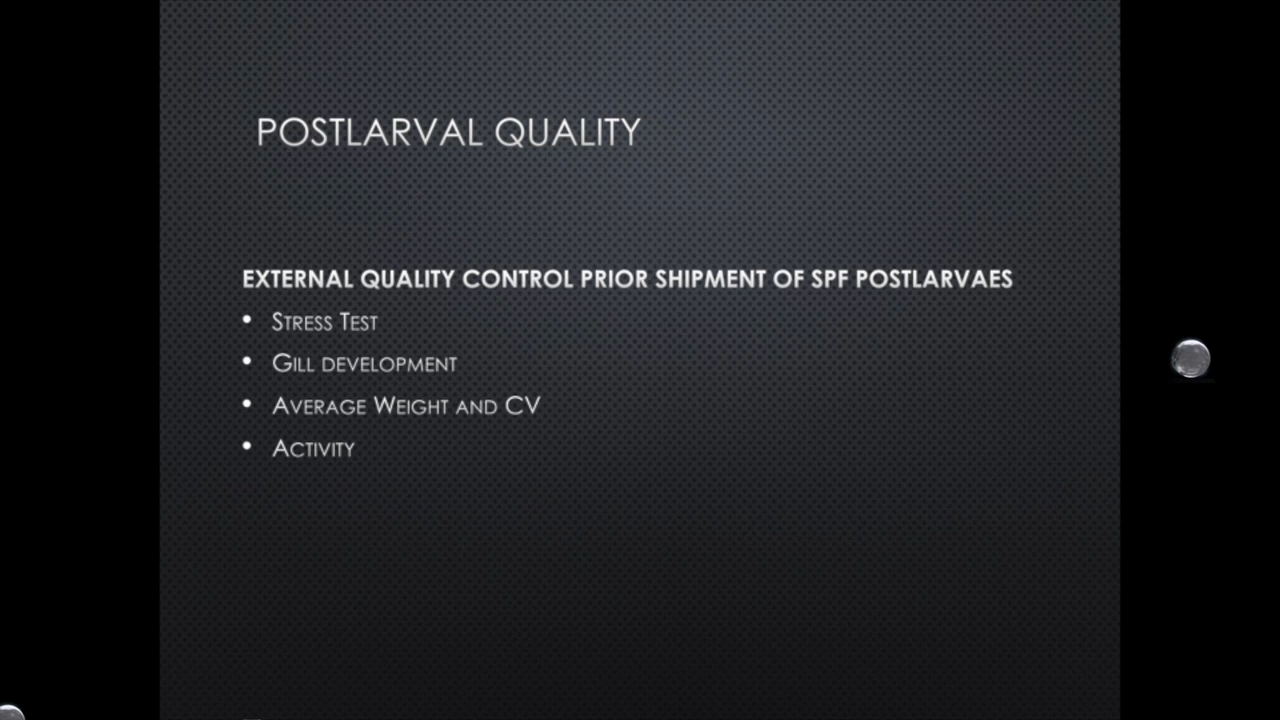 POSTLARVAL QUALITY
EXTERNAL QUALITY CONTROL PRIOR SHIPMENT OF SPF POSTLARVAES
• STRESS TEST
• GILL DEVELOPMENT
• AVERAGE WEIGHT AND CV
• ACTIVITY